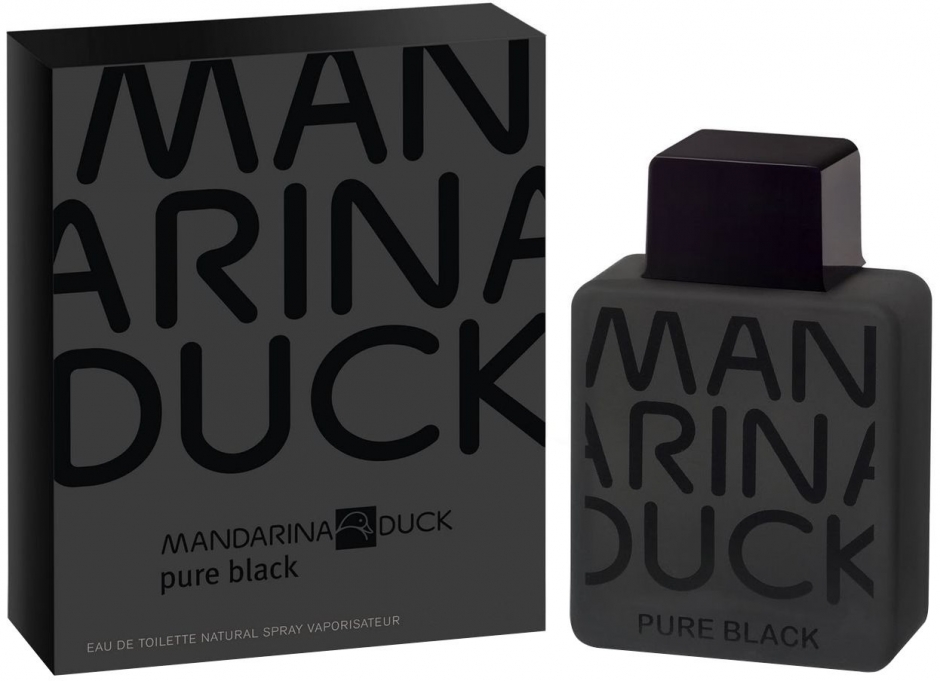 MAN
ARINA
DUCK
MANDARINA DUCK
pure black
EAU DE TOILETTE NATURAL SPRAY VAPORISATEUR
MAN
ARINA
DUCK
PURE BLACK